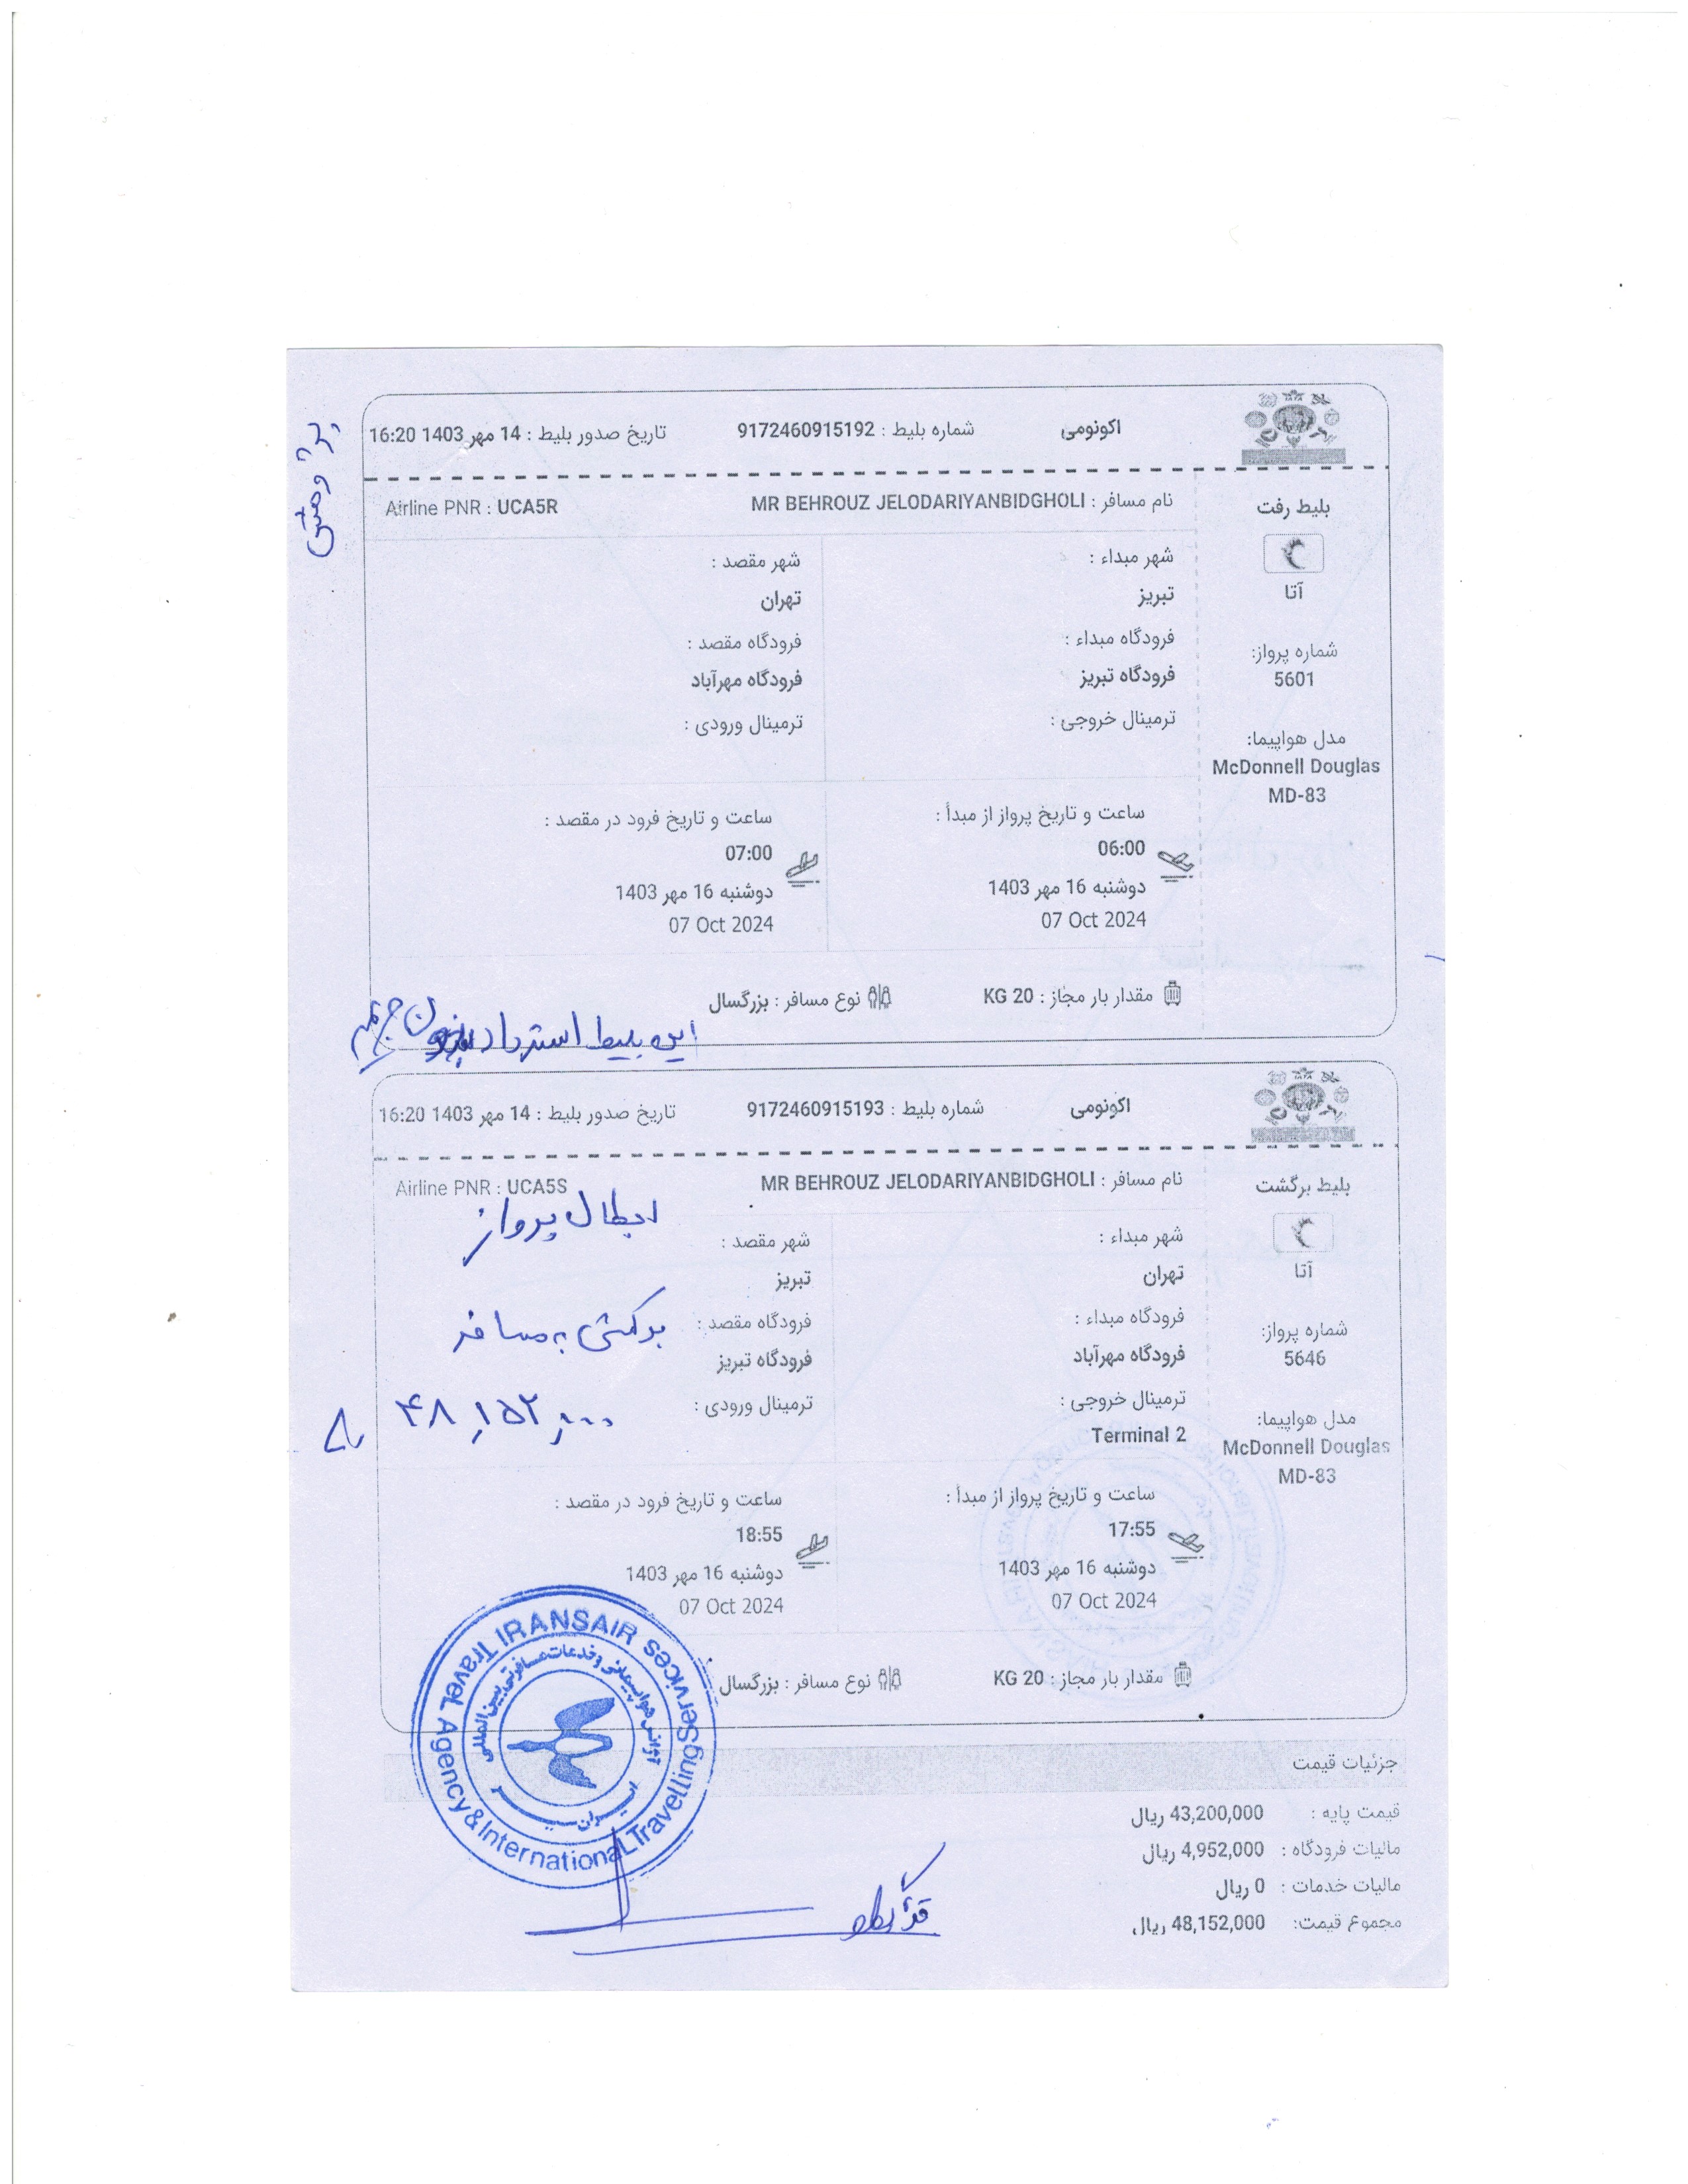 اکونومی شماره بلیط : 9172460915192 تاریخ صدور بلیط : 14 مهر 1403 16:20
بلیط رفت
آتا
شماره پرواز:
5601
مدل هواپیما:
McDonnell Douglas
MD-83
نام مسافر : MR BEHROUZ JELODARIYANBIDGHOLI Airline PNR : UCA5R
شهر مبداء : شهر مقصد :
تبریز تهران
فرودگاه مبداء : فرودگاه مقصد :
فرودگاه تبریز فرودگاه مهرآباد
ترمینال خروجی : ترمینال ورودی :
ساعت و تاریخ پرواز از مبدأ : ساعت و تاریخ فرود در مقصد :
06:00 07:00
دوشنبه 16 مهر 1403 دوشنبه 16 مهر 1403
07 Oct 2024 07 Oct 2024
مقدار بار مجاز : 20 KG نوع مسافر : بزرگسال
این بلیط استرداد بدون جریمه
اکونومی شماره بلیط : 9172460915193 تاریخ صدور بلیط : 14 مهر 1403 16:20
بلیط برگشت
آتا
شماره پرواز:
5646
مدل هواپیما:
McDonnell Douglas
MD-83
نام مسافر : MR BEHROUZ JELODARIYANBIDGHOLI Airline PNR : UCA5S
ابطال پرواز
شهر مبداء : شهر مقصد :
تهران تبریز
فرودگاه مبداء : فرودگاه مقصد :
برگشتی به مسافر
فرودگاه مهرآباد فرودگاه تبریز
ترمینال خروجی : ترمینال ورودی :
۴۸,۱۵۲,۰۰۰
Terminal 2
ساعت و تاریخ پرواز از مبدأ : ساعت و تاریخ فرود در مقصد :
17:55 18:55
دوشنبه 16 مهر 1403 دوشنبه 16 مهر 1403
07 Oct 2024 07 Oct 2024
مقدار بار مجاز : 20 KG نوع مسافر : بزرگسال
IRANSAIR Travel Agency & International Travelling Services
آژانس هواپیمائی و خدمات مسافرتی بین المللی
ایران سیر
جزئیات قیمت
قیمت پایه : 43,200,000 ریال
مالیات فرودگاه : 4,952,000 ریال
مالیات خدمات : 0 ریال
مجموع قیمت: 48,152,000 ریال